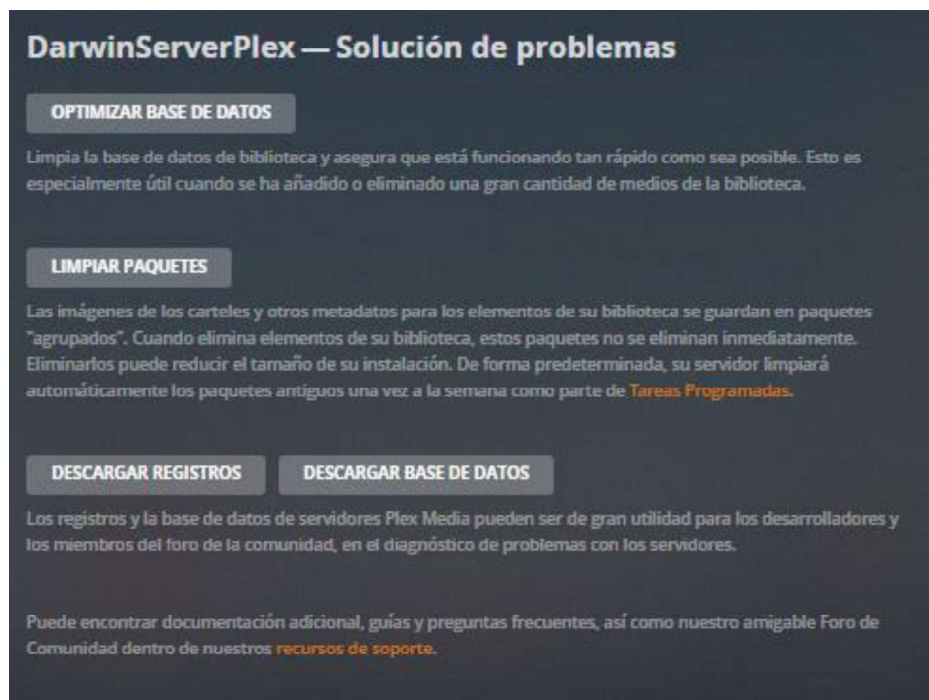 DarwinServerPlex — Solución de problemas
OPTIMIZAR BASE DE DATOS
Limpia la base de datos de biblioteca y asegura que está funcionando tan rápido como sea posible. Esto es
especialmente útil cuando se ha añadido o eliminado una gran cantidad de medios de la biblioteca.
LIMPIAR PAQUETES
Las imágenes de los carteles y otros metadatos para los elementos de su biblioteca se guardan en paquetes
"agrupados". Cuando elimina elementos de su biblioteca, estos paquetes no se eliminan inmediatamente.
Eliminarlos puede reducir el tamaño de su instalación. De forma predeterminada, su servidor limpiará
automáticamente los paquetes antiguos una vez a la semana como parte de Tareas Programadas.
DESCARGAR REGISTROS DESCARGAR BASE DE DATOS
Los registros y la base de datos de servidores Plex Media pueden ser de gran utilidad para los desarrolladores y
los miembros del foro de la comunidad, en el diagnóstico de problemas con los servidores.
Puede encontrar documentación adicional, guías y preguntas frecuentes, así como nuestro amigable Foro de
Comunidad dentro de nuestros recursos de soporte.